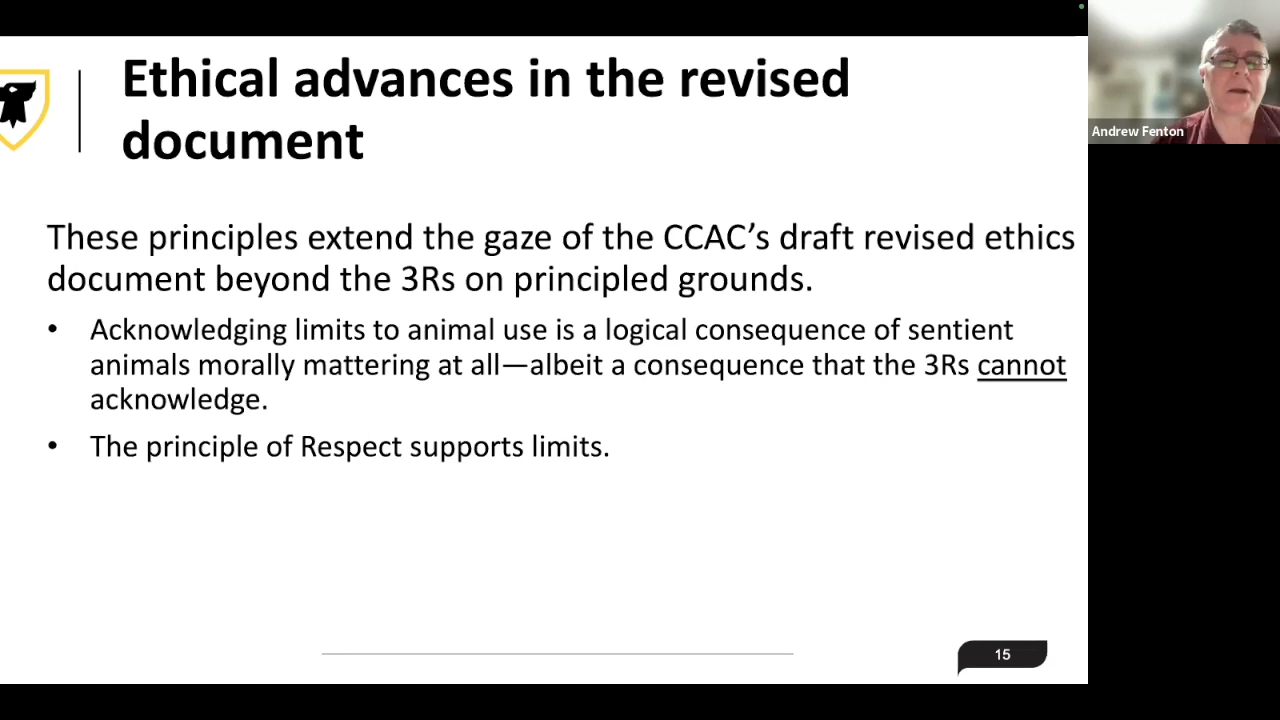 Ethical advances in the revised
document
These principles extend the gaze of the CCAC’s draft revised ethics
document beyond the 3Rs on principled grounds.
• Acknowledging limits to animal use is a logical consequence of sentient
animals morally mattering at all—albeit a consequence that the 3Rs cannot
acknowledge.
• The principle of Respect supports limits.
15
Andrew Fenton